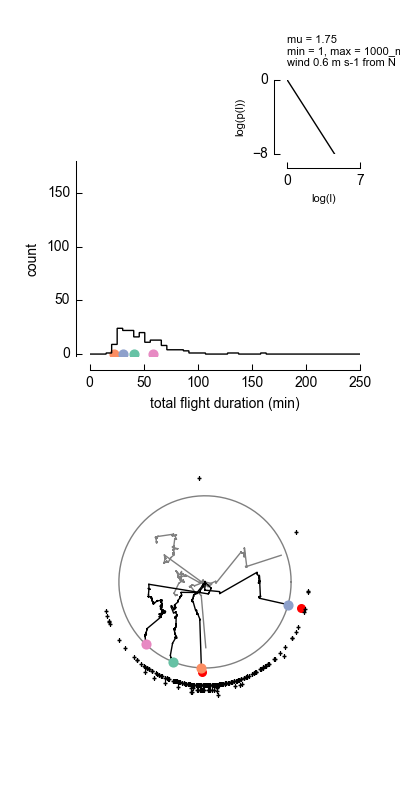 mu = 1.75
min = 1, max = 1000_m
wind 0.6 m s-1 from N
0
log(p(l))
−8
0 7
log(l)
150
100
count
50
0
0 50 100 150 200 250
total flight duration (min)